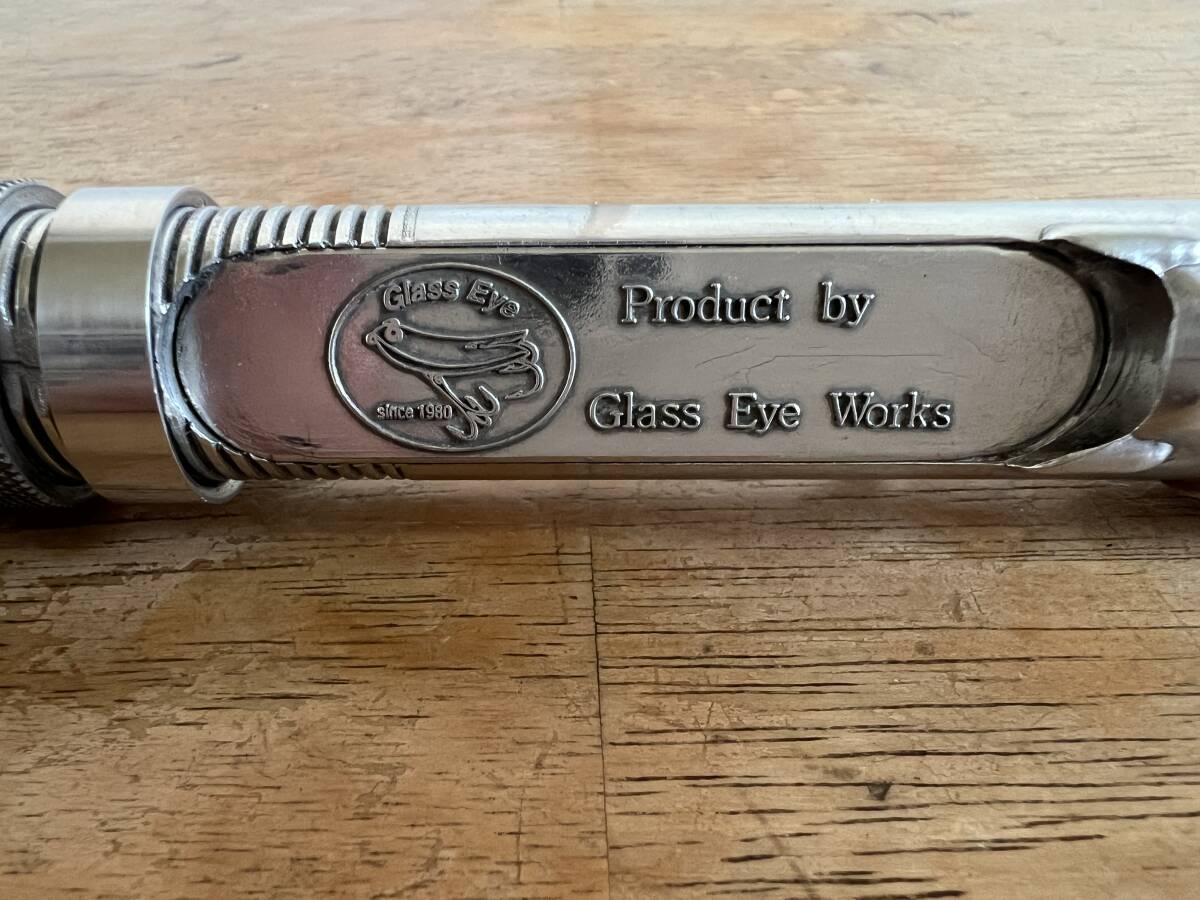 Glass Eye
since 1980
Product by
Glass Eye Works